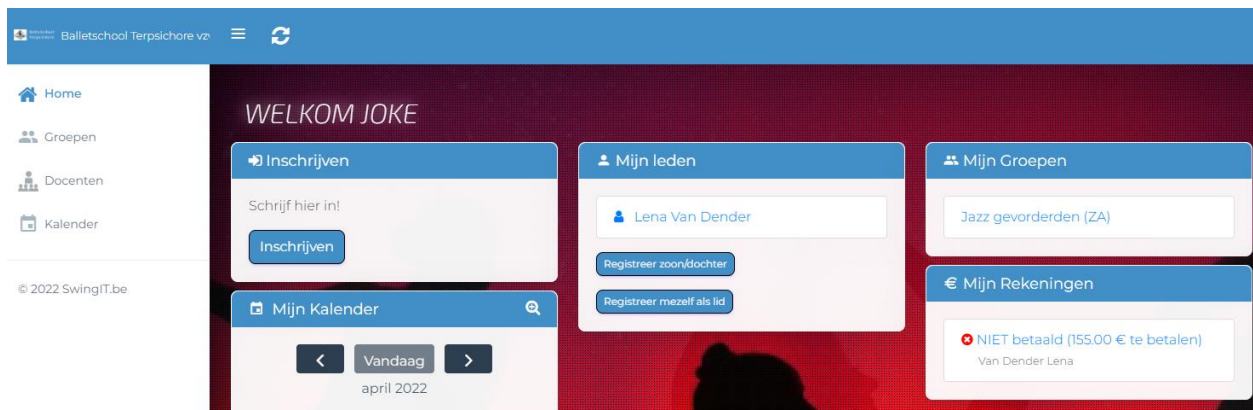 Balletschool Terpsichore vz
Home
Groepen
Docenten
Kalender
© 2022 SwingIT.be
WELKOM JOKE
Inschrijven
Schrijf hier in!
Inschrijven
Mijn Kalender
Vandaag
april 2022
Mijn leden
Lena Van Dender
Registreer zoon/dochter
Registreer mezelf als lid
Mijn Groepen
Jazz gevorderden (ZA)
€ Mijn Rekeningen
NIET betaald (155.00 € te betalen)
Van Dender Lena